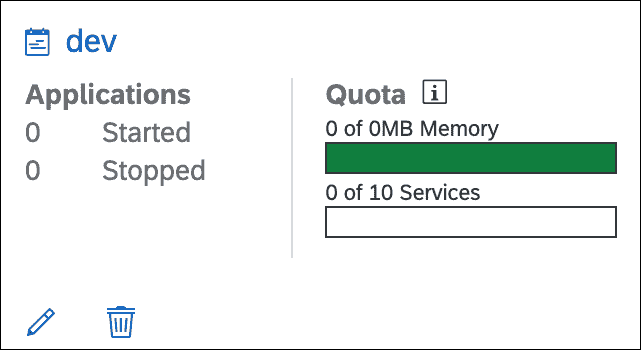 dev
Applications
0 Started
0 Stopped
Quota i
0 of 0MB Memory
0 of 10 Services